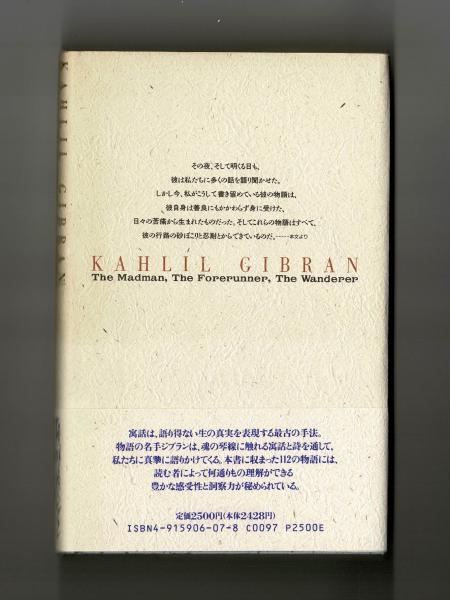 KAHLIL GIBRAN
その夜、そして明くる日も、
彼は私たちに多くの話を語り聞かせた。
しかし今、私がこうして書き留めている彼の物語は、
彼自身は善良にもかかわらず身に受けた、
日々の苦痛から生まれたものだった。そしてこれらの物語はすべて、
彼の行路の砂ぼこりと忍耐とからできているのだ。……本文より
KAHLIL GIBRAN
The Madman, The Forerunner, The Wanderer
寓話は、語り得ない生の真実を表現する最古の手法。
物語の名手ジブランは、魂の琴線に触れる寓話と詩を通して、
私たちに真摯に語りかけてくる。本書に収まった112の物語には、
読む者によって何通りもの理解ができる
豊かな感受性と洞察力が秘められている。
定価2500円(本体2428円)
ISBN4-915906-07-8 C0097 P2500E